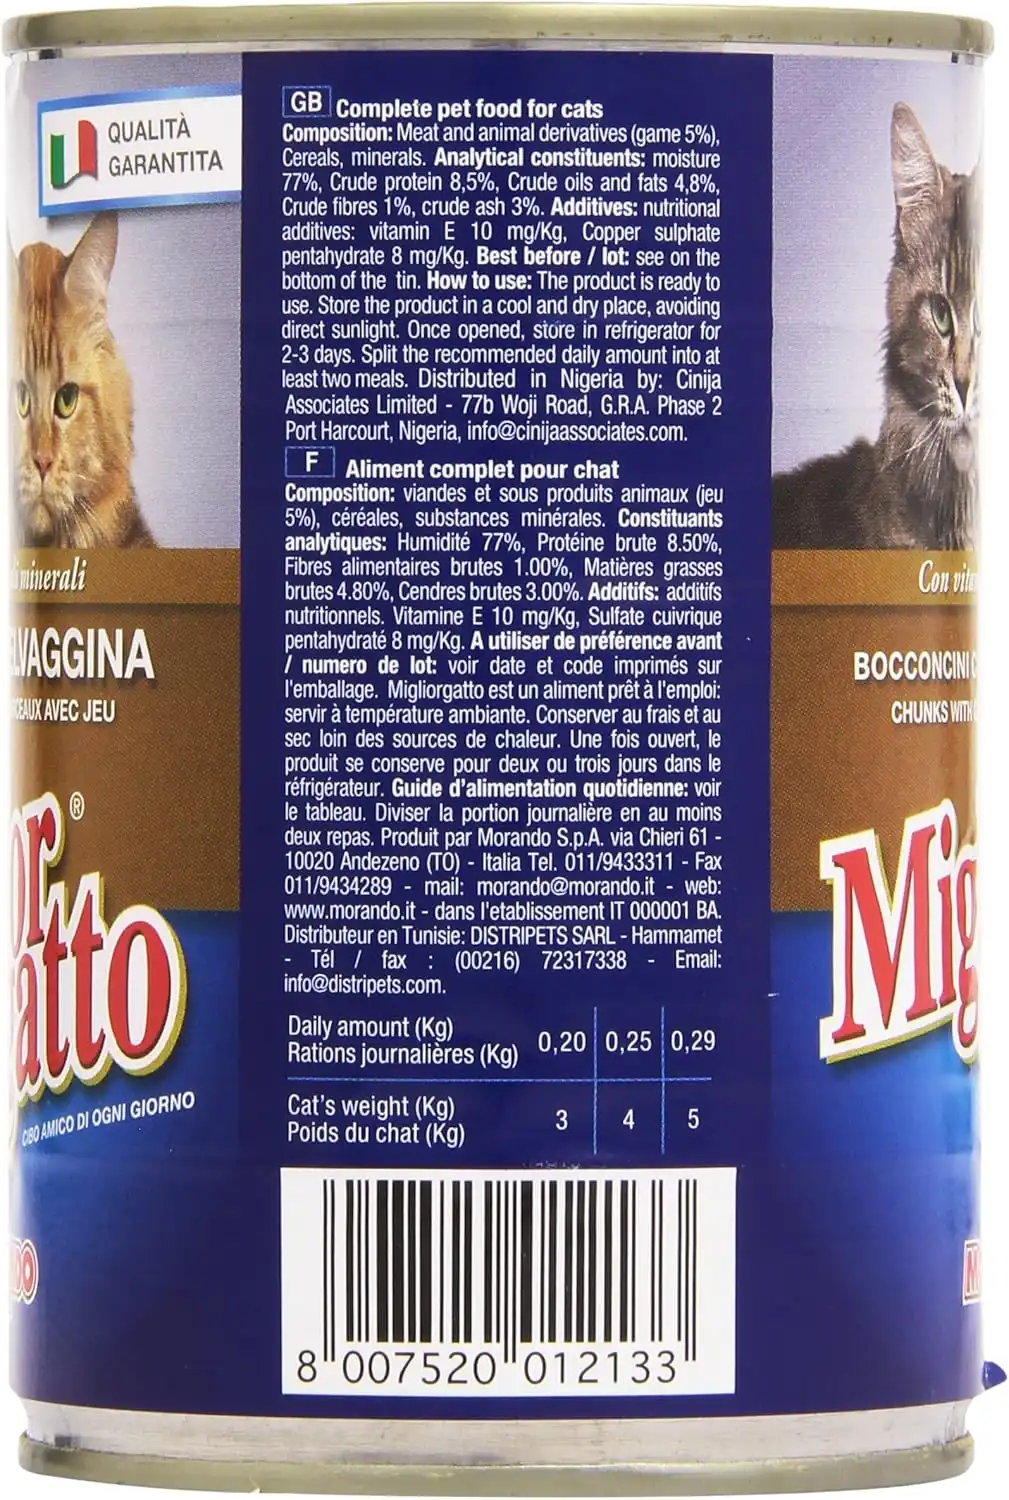 QUALITÀ
GARANTITA
minerali
LVAGGINA
CEAUX AVEC JEU
or®
gatto
CIBO AMICO DI OGNI GIORNO
GB Complete pet food for cats
Composition: Meat and animal derivatives (game 5%),
Cereals, minerals. Analytical constituents: moisture
77%, Crude protein 8,5%, Crude oils and fats 4,8%,
Crude fibres 1%, crude ash 3%. Additives: nutritional
additives: vitamin E 10 mg/Kg, Copper sulphate
pentahydrate 8 mg/Kg. Best before / lot: see on the
bottom of the tin. How to use: The product is ready to
use. Store the product in a cool and dry place, avoiding
direct sunlight. Once opened, store in refrigerator for
2-3 days. Split the recommended daily amount into at
least two meals. Distributed in Nigeria by: Cinija
Associates Limited - 77b Woji Road, G.R.A. Phase 2
Port Harcourt, Nigeria, info@cinijaassociates.com.
F Aliment complet pour chat
Composition: viandes et sous produits animaux (jeu
5%), céréales, substances minérales. Constituants
analytiques: Humidité 77%, Protéine brute 8.50%,
Fibres alimentaires brutes 1.00%, Matières grasses
brutes 4.80%, Cendres brutes 3.00%. Additifs: additifs
nutritionnels. Vitamine E 10 mg/Kg, Sulfate cuivrique
pentahydraté 8 mg/Kg. A utiliser de préférence avant
/ numero de lot: voir date et code imprimés sur
l'emballage. Migliorgatto est un aliment prêt à l'emploi:
servir à température ambiante. Conserver au frais et au
sec loin des sources de chaleur. Une fois ouvert, le
produit se conserve pour deux ou trois jours dans le
réfrigérateur. Guide d'alimentation quotidienne: voir
le tableau. Diviser la portion journalière en au moins
deux repas. Produit par Morando S.p.A. via Chieri 61 -
10020 Andezeno (TO) - Italia Tel. 011/9433311 - Fax
011/9434289 - mail: morando@morando.it - web:
www.morando.it - dans l'etablissement IT 000001 BA.
Distributeur en Tunisie: DISTRIPETS SARL - Hammamet
- Tél / fax : (00216) 72317338 - Email:
info@distripets.com.
Daily amount (Kg)
Rations journalières (Kg) 0,20 0,25 0,29
Cat's weight (Kg)
Poids du chat (Kg) 3 4 5
8 007520 012133
Con vita
BOCCONCINI C
CHUNKS WITH
Mig